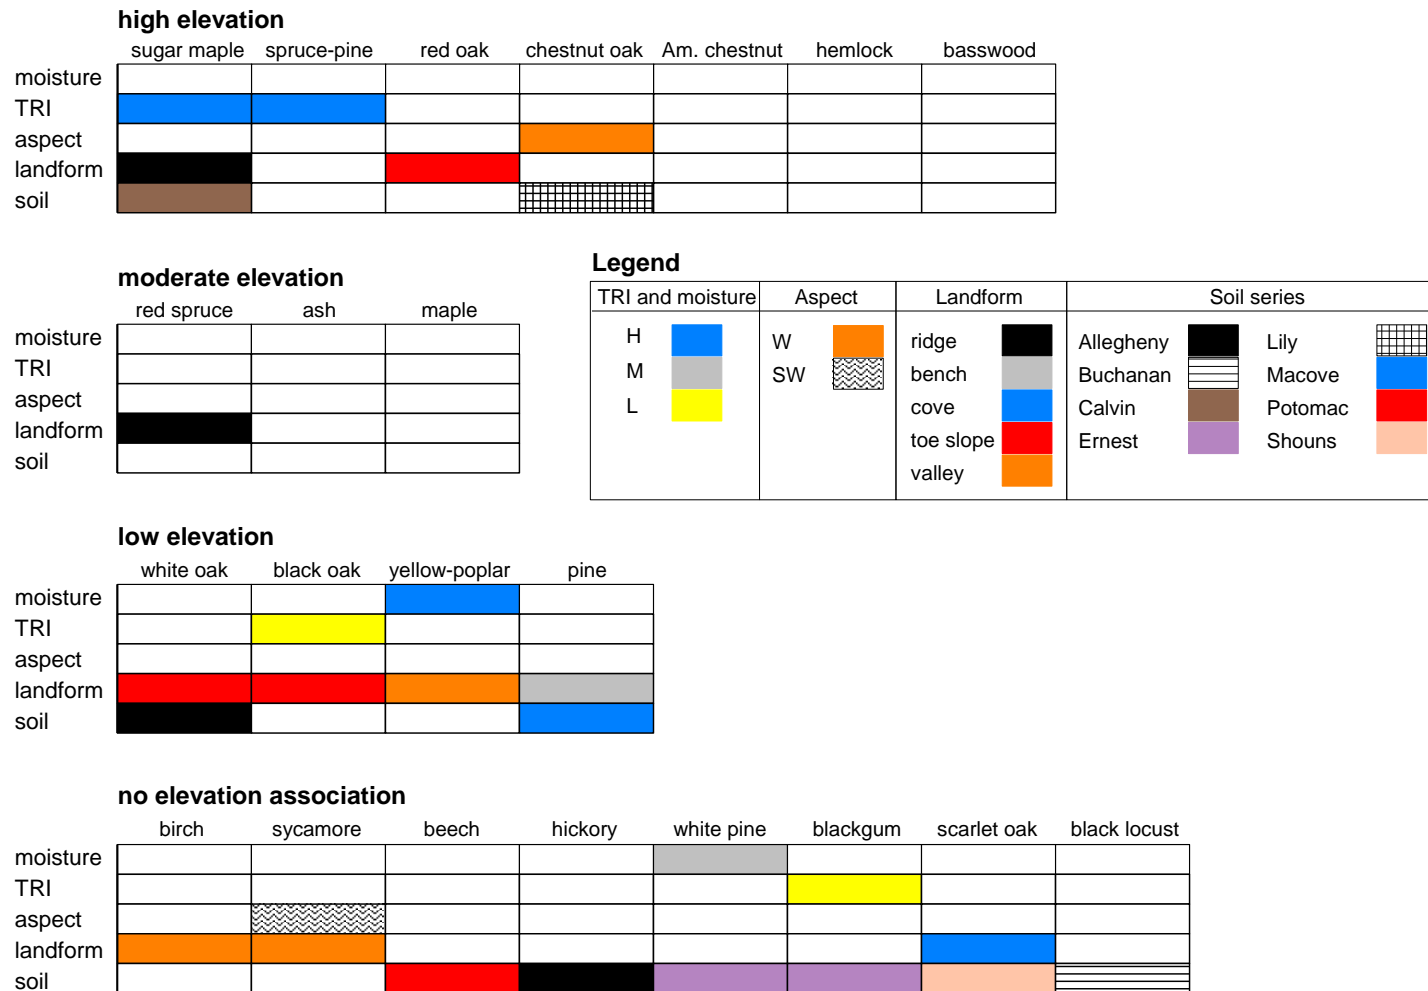 high elevation
sugar maple spruce-pine red oak chestnut oak Am. chestnut hemlock basswood
moisture
TRI
aspect
landform
soil
moderate elevation
red spruce ash maple
moisture
TRI
aspect
landform
soil
Legend
TRI and moisture Aspect Landform Soil series
H W ridge Allegheny Lily
M SW bench Buchanan Macove
L cove Calvin Potomac
toe slope Ernest Shouns
valley
low elevation
white oak black oak yellow-poplar pine
moisture
TRI
aspect
landform
soil
no elevation association
birch sycamore beech hickory white pine blackgum scarlet oak black locust
moisture
TRI
aspect
landform
soil